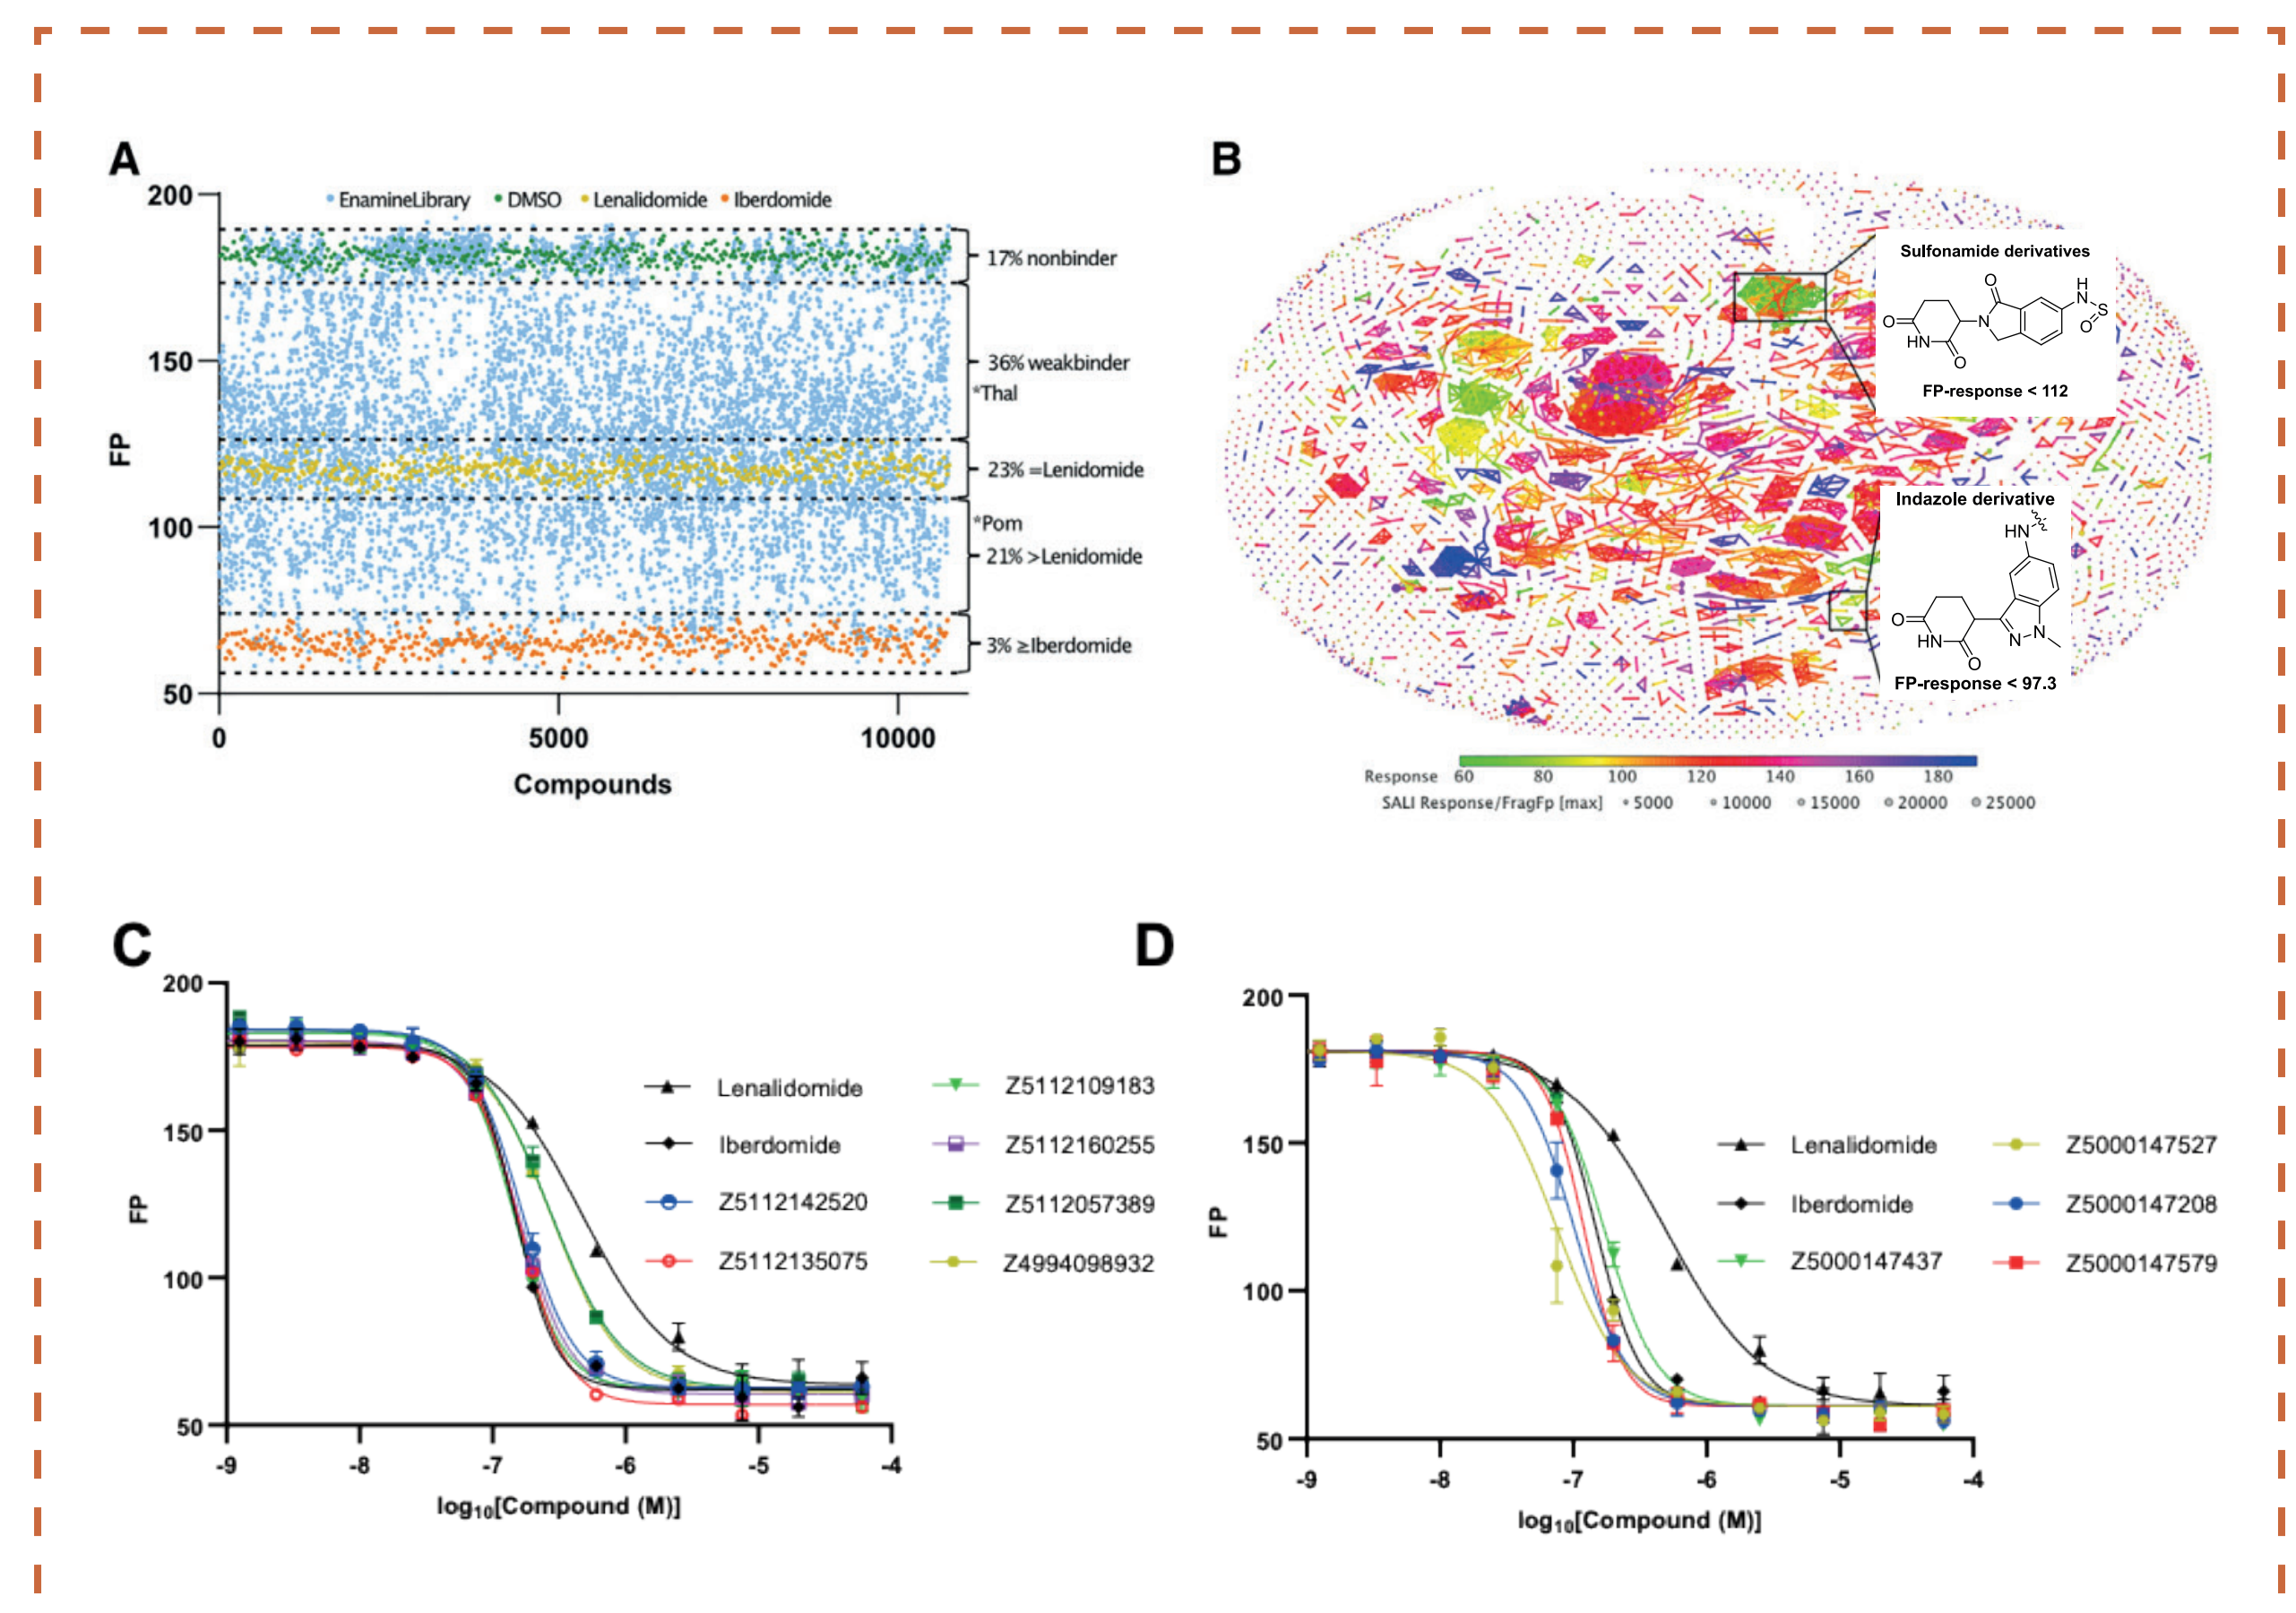 A
200
150
100
50
FP
EnamineLibrary DMSO Lenalidomide Iberdomide
17% nonbinder
36% weakbinder
*Thal
23% =Lenidomide
*Pom
21% >Lenidomide
3% ≥Iberdomide
0 5000 10000
Compounds
B
Sulfonamide derivatives
O
O
N
HN
O
H
N
S
O
FP-response < 112
Indazole derivative
HN
O
HN
O
N
N
FP-response < 97.3
Response 60 80 100 120 140 160 180
SALI Response/FragFp [max] 5000 10000 15000 20000 25000
C
200
150
100
50
FP
Lenalidomide
Iberdomide
Z5112142520
Z5112135075
Z5112109183
Z5112160255
Z5112057389
Z4994098932
-9 -8 -7 -6 -5 -4
log₁₀[Compound (M)]
D
200
150
100
50
FP
Lenalidomide
Iberdomide
Z5000147437
Z5000147527
Z5000147208
Z5000147579
-9 -8 -7 -6 -5 -4
log₁₀[Compound (M)]